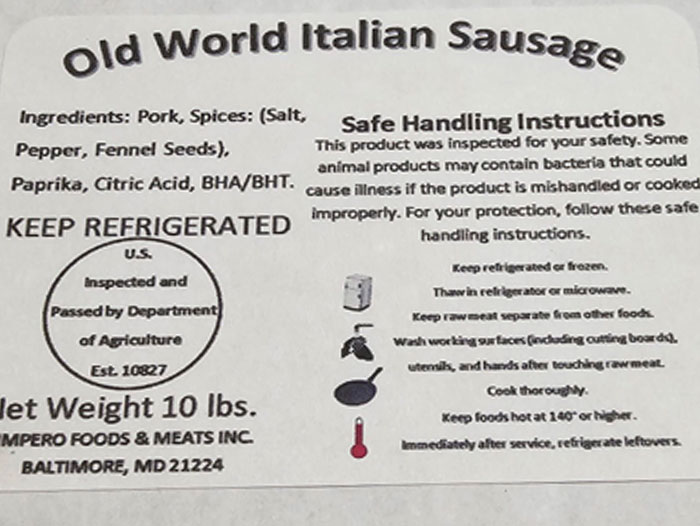 Old World Italian Sausage
Ingredients: Pork, Spices: (Salt,
Pepper, Fennel Seeds),
Paprika, Citric Acid, BHA/BHT.
KEEP REFRIGERATED
U.S.
Inspected and
Passed by Department
of Agriculture
Est. 10827
et Weight 10 lbs.
MPERO FOODS & MEATS INC.
BALTIMORE, MD 21224
Safe Handling Instructions
This product was inspected for your safety. Some
animal products may contain bacteria that could
cause illness if the product is mishandled or cooked
improperly. For your protection, follow these safe
handling instructions.
Keep refrigerated or frozen.
Thaw in refrigerator or microwave.
Keep raw meat separate from other foods.
Wash working surfaces (including cutting boards),
utensils, and hands after touching raw meat.
Cook thoroughly.
Keep foods hot at 140° or higher.
Immediately after service, refrigerate leftovers.